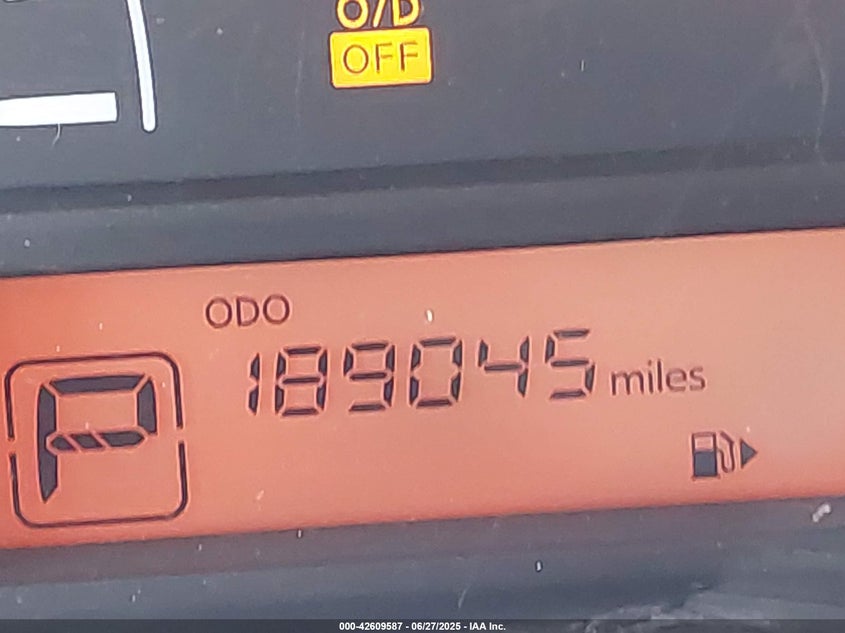 O/D
OFF
ODO
189045 miles
P
000-42609587 - 06/27/2025 - IAA Inc.